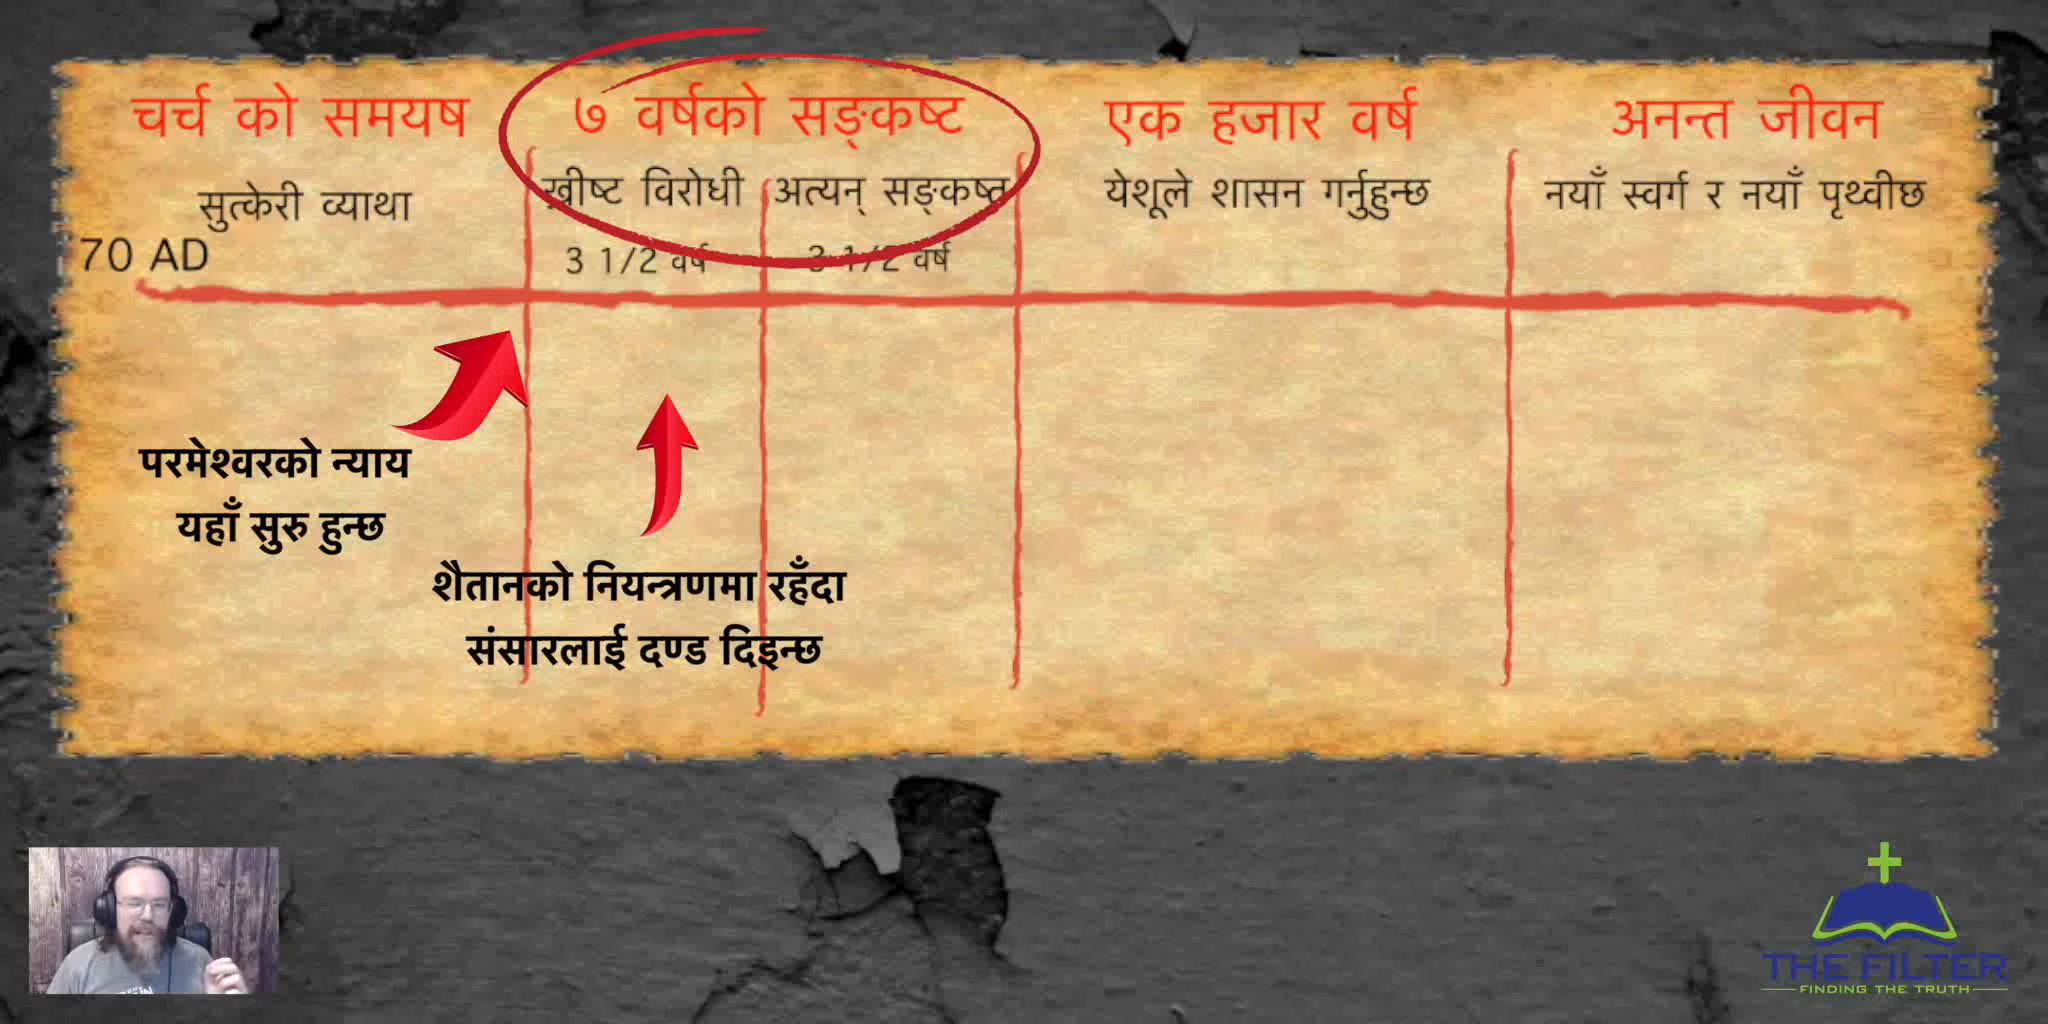 चर्च को समयष
७ वर्षको सङ्कष्ट
एक हजार वर्ष
अनन्त जीवन
सुत्केरी व्याथा
ख्रीष्ट विरोधी
अत्यन् सङ्कष्त
येशूले शासन गर्नुहुन्छ
नयाँ स्वर्ग र नयाँ पृथ्वीछ
70 AD
3 1/2 वर्ष
3 1/2 वर्ष
परमेश्वरको न्याय
यहाँ सुरु हुन्छ
शैतानको नियन्त्रणमा रहँदा
संसारलाई दण्ड दिइन्छ
THE FILTER
FINDING THE TRUTH